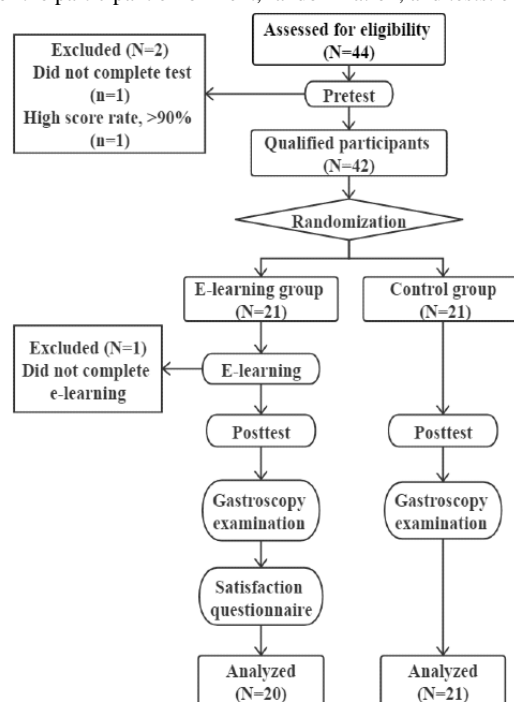 Assessed for eligibility
(N=44)
Excluded (N=2)
Did not complete test
(n=1)
High score rate, >90%
(n=1)
Pretest
Qualified participants
(N=42)
Randomization
E-learning group
(N=21)
Control group
(N=21)
Excluded (N=1)
Did not complete
e-learning
E-learning
Posttest
Posttest
Gastroscopy
examination
Gastroscopy
examination
Satisfaction
questionnaire
Analyzed
(N=20)
Analyzed
(N=21)